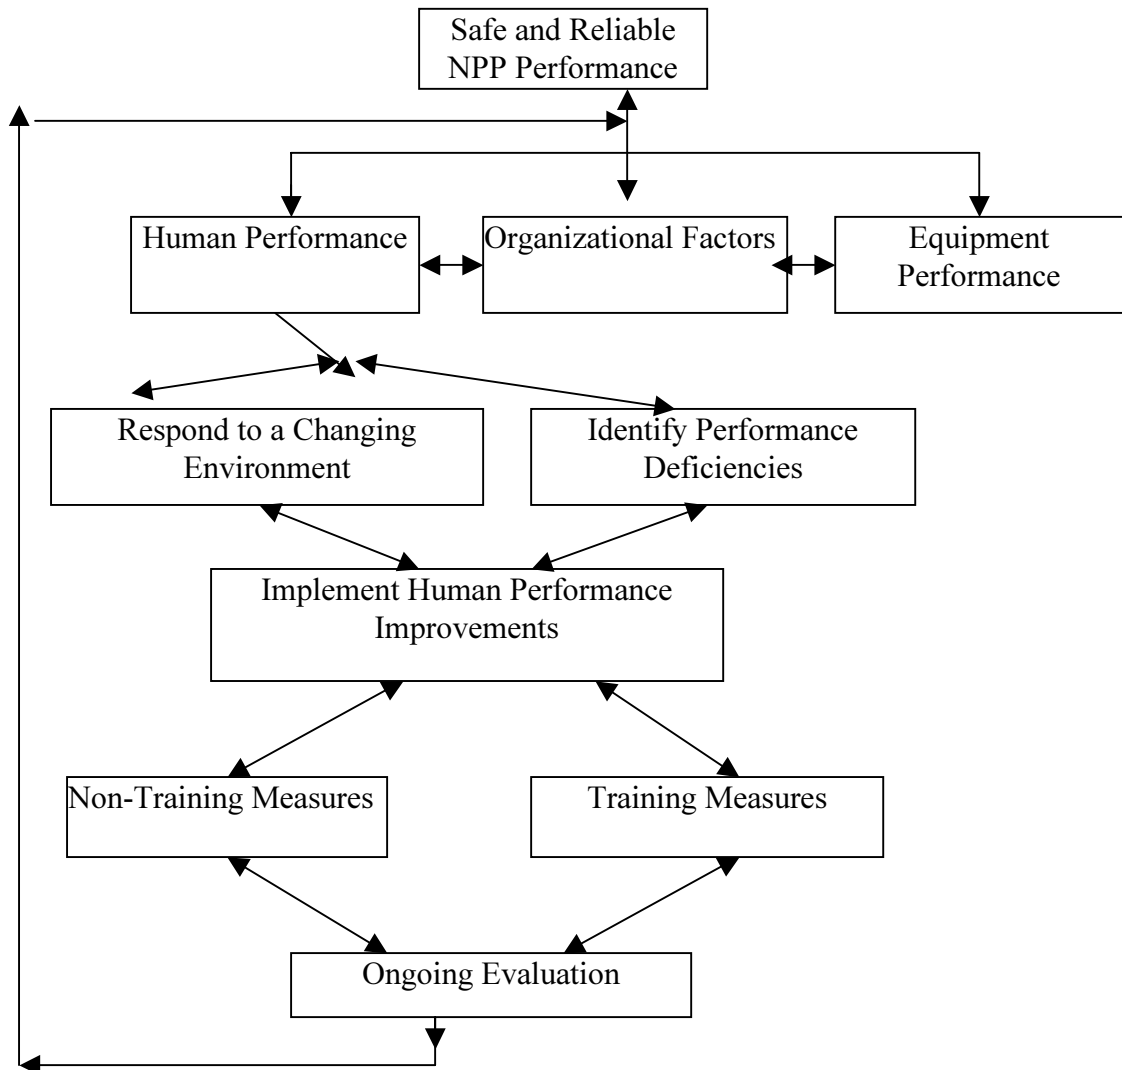 Safe and Reliable
NPP Performance
Human Performance
Organizational Factors
Equipment
Performance
Respond to a Changing
Environment
Identify Performance
Deficiencies
Implement Human Performance
Improvements
Non-Training Measures
Training Measures
Ongoing Evaluation